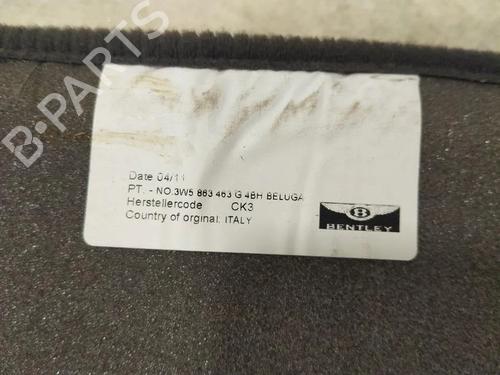 B-PARTS
Date 04/11
PT. - NO.3W5 863 463 G 4BH BELUGA
Herstellercode CK3
Country of orginal: ITALY
B
BENTLEY